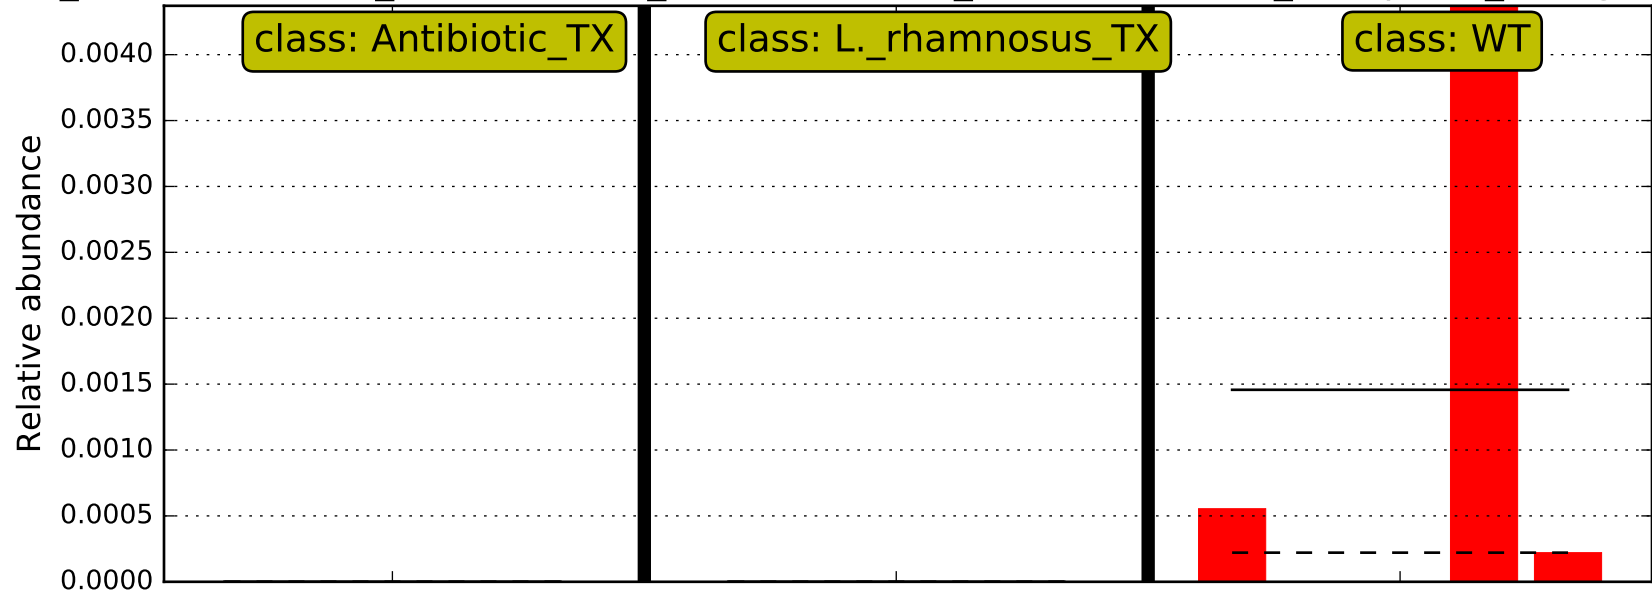 class: Antibiotic_TX
class: L._rhamnosus_TX
class: WT
0.0040
0.0035
0.0030
0.0025
0.0020
0.0015
0.0010
0.0005
0.0000
Relative abundance